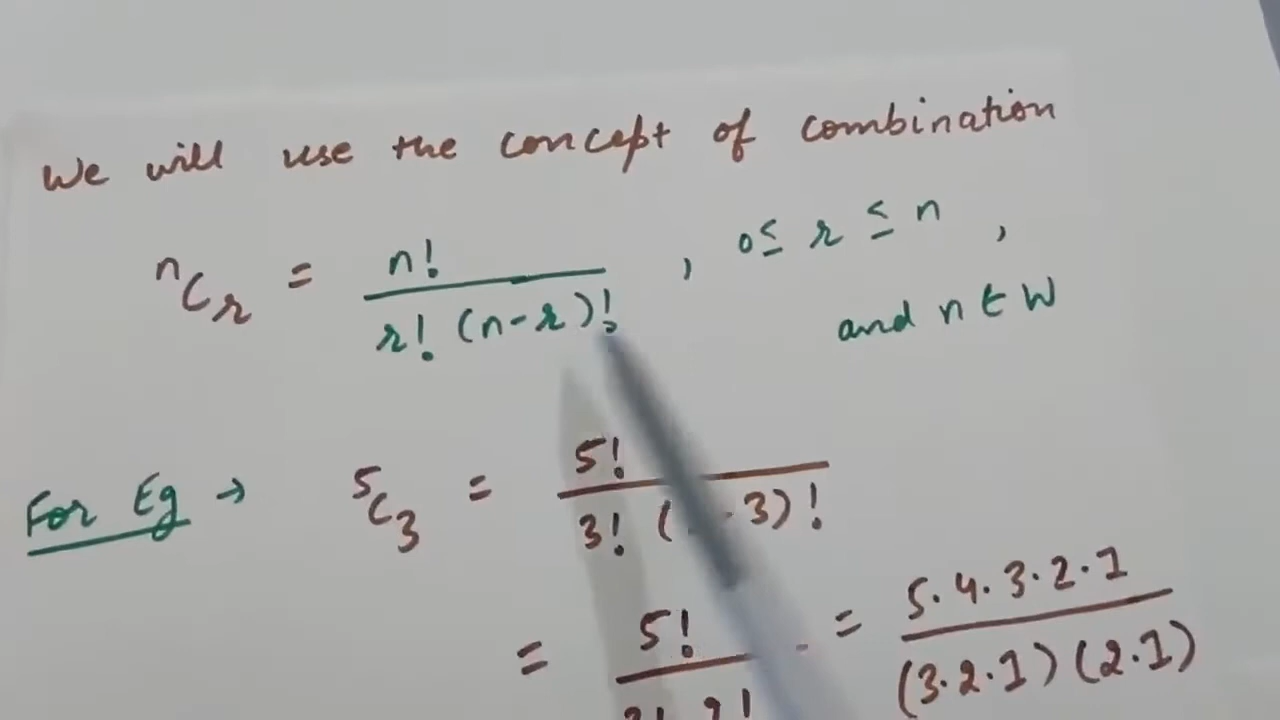 We will use the concept of combination
ⁿCᵣ = n! / r! (n-r)! , 0 ≤ r ≤ n ,
and n ∈ W
For Eg → ⁵C₃ = 5! / 3! ( - 3)!
= 5! / = 5.4.3.2.1 / (3.2.1)(2.1)